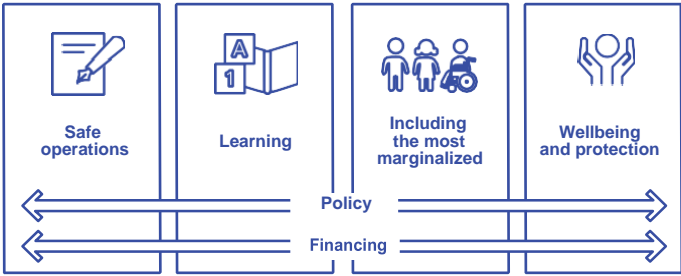 A
1
Safe
operations
Learning
Including
the most
marginalized
Wellbeing
and protection
Policy
Financing